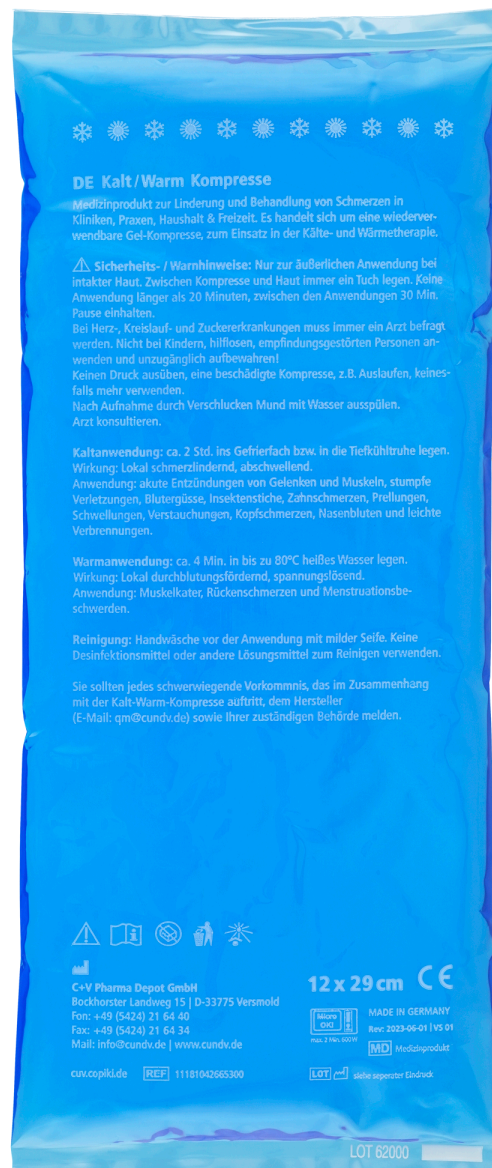 DE Kalt/Warm Kompresse
Medizinprodukt zur Linderung und Behandlung von Schmerzen in
Kliniken, Praxen, Haushalt & Freizeit. Es handelt sich um eine wiederver-
wendbare Gel-Kompresse, zum Einsatz in der Kälte- und Wärmetherapie.
Sicherheits- / Warnhinweise: Nur zur äußerlichen Anwendung bei
intakter Haut. Zwischen Kompresse und Haut immer ein Tuch legen. Keine
Anwendung länger als 20 Minuten, zwischen den Anwendungen 30 Min.
Pause einhalten.
Bei Herz-, Kreislauf- und Zuckererkrankungen muss immer ein Arzt befragt
werden. Nicht bei Kindern, hilflosen, empfindungsgestörten Personen an-
wenden und unzugänglich aufbewahren!
Keinen Druck ausüben, eine beschädigte Kompresse, z.B. Auslaufen, keines-
falls mehr verwenden.
Nach Aufnahme durch Verschlucken Mund mit Wasser ausspülen.
Arzt konsultieren.
Kaltanwendung: ca. 2 Std. ins Gefrierfach bzw. in die Tiefkühltruhe legen.
Wirkung: Lokal schmerzlindernd, abschwellend.
Anwendung: akute Entzündungen von Gelenken und Muskeln, stumpfe
Verletzungen, Blutergüsse, Insektenstiche, Zahnschmerzen, Prellungen,
Schwellungen, Verstauchungen, Kopfschmerzen, Nasenbluten und leichte
Verbrennungen.
Warmanwendung: ca. 4 Min. in bis zu 80°C heißes Wasser legen.
Wirkung: Lokal durchblutungsfördernd, spannungslösend.
Anwendung: Muskelkater, Rückenschmerzen und Menstruationsbe-
schwerden.
Reinigung: Handwäsche vor der Anwendung mit milder Seife. Keine
Desinfektionsmittel oder andere Lösungsmittel zum Reinigen verwenden.
Sie sollten jedes schwerwiegende Vorkommnis, das im Zusammenhang
mit der Kalt-Warm-Kompresse auftritt, dem Hersteller
(E-Mail: qm@cundv.de) sowie Ihrer zuständigen Behörde melden.
C+V Pharma Depot GmbH
Bockhorster Landweg 15 | D-33775 Versmold
Fon: +49 (5424) 21 64 40
Fax: +49 (5424) 21 64 34
Mail: info@cundv.de | www.cundv.de
cuv.copiki.de REF 11181042665300
12 x 29 cm CE
Micro
OK!
max. 2 Min. 600W
MADE IN GERMANY
Rev: 2023-06-01 | VS 01
MD Medizinprodukt
LOT siehe seperater Eindruck
LOT 62000